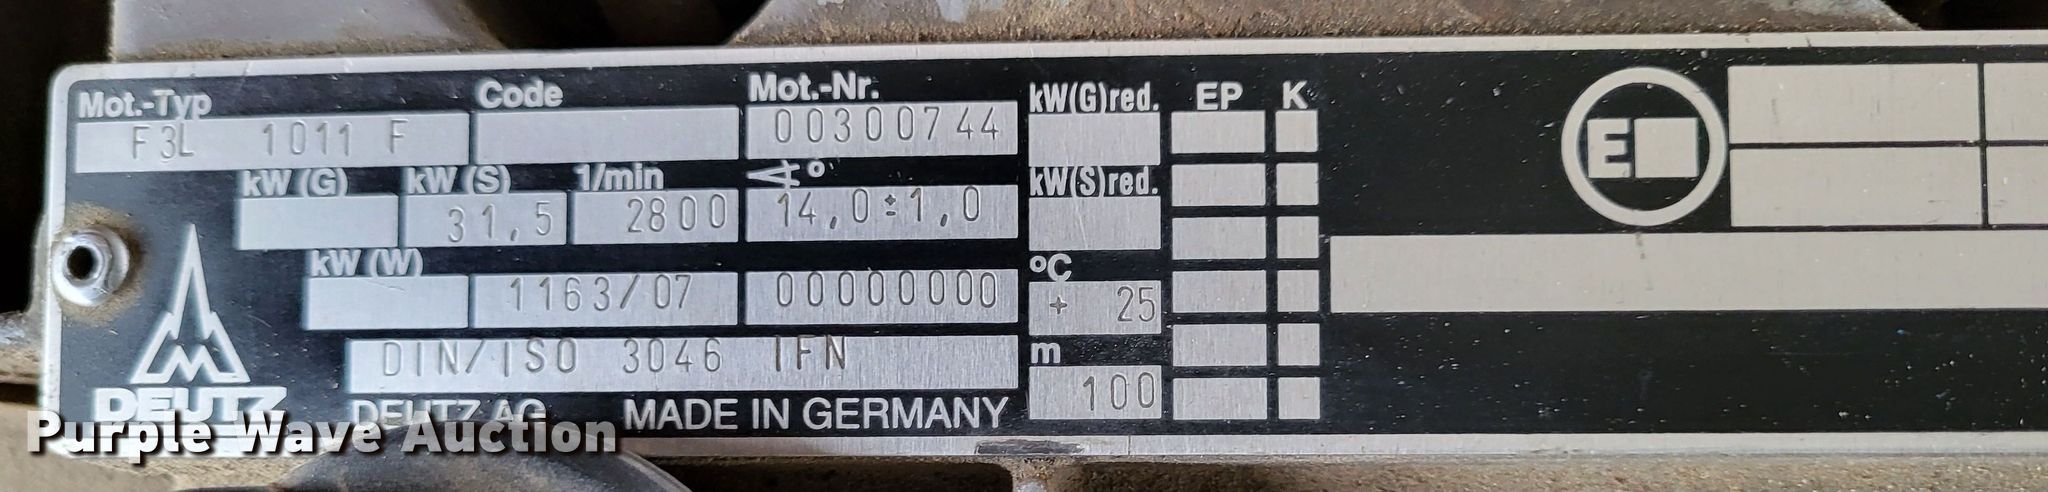 Mot.-Typ Code Mot.-Nr. kW(G)red. EP K
F3L 1011 F 00300744
kW (G) kW (S) 1/min ∢° kW(S)red.
31,5 2800 14,0±1,0
kW (W) °C
1163/07 00000000 + 25
DIN/ISO 3046 IFN m
100
DEUTZ DEUTZ AG MADE IN GERMANY
E
Purple Wave Auction